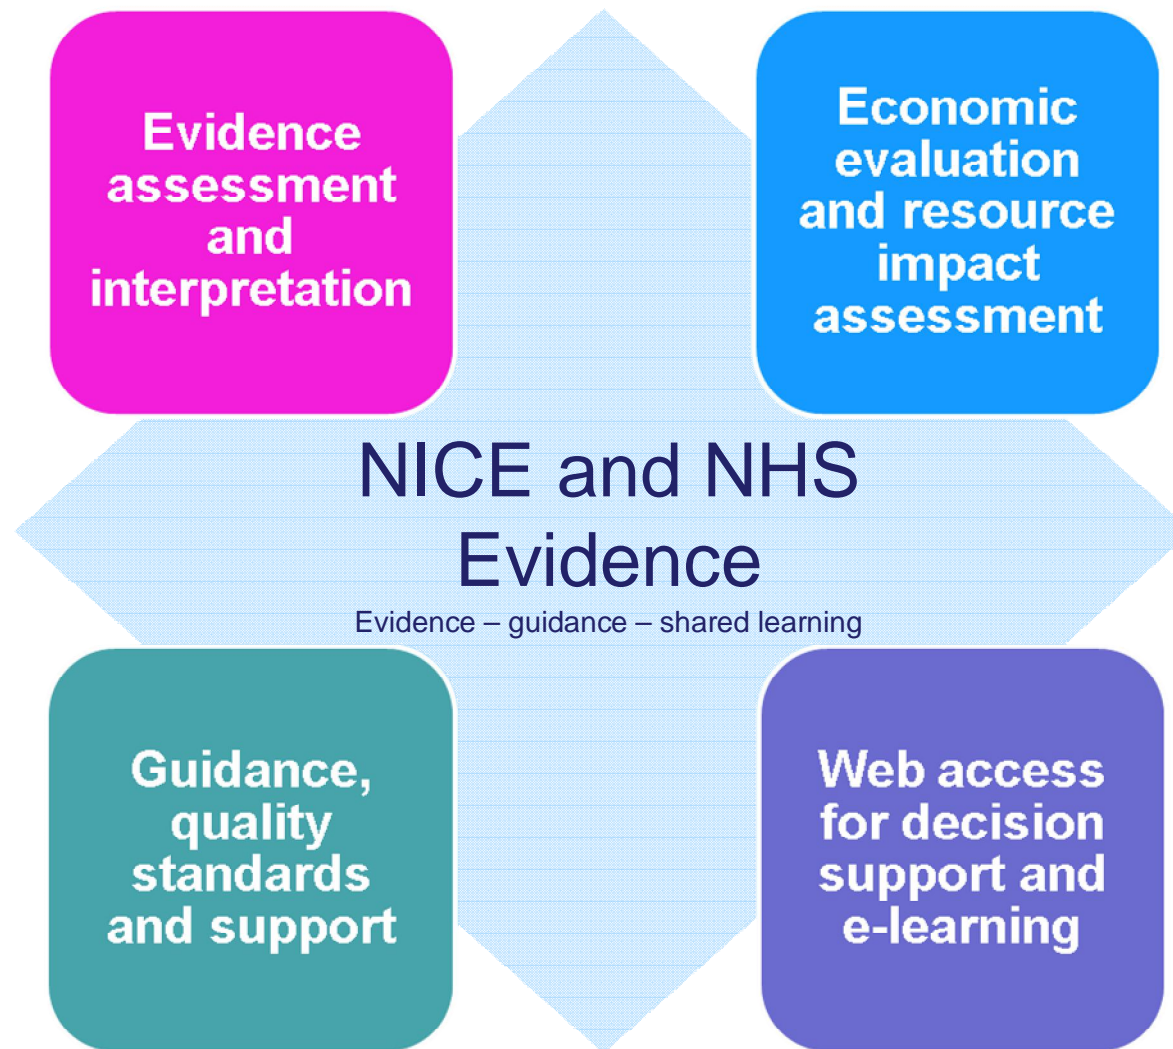 Evidence
assessment
and
interpretation
Economic
evaluation
and resource
impact
assessment
NICE and NHS
Evidence
Evidence – guidance – shared learning
Guidance,
quality
standards
and support
Web access
for decision
support and
e-learning